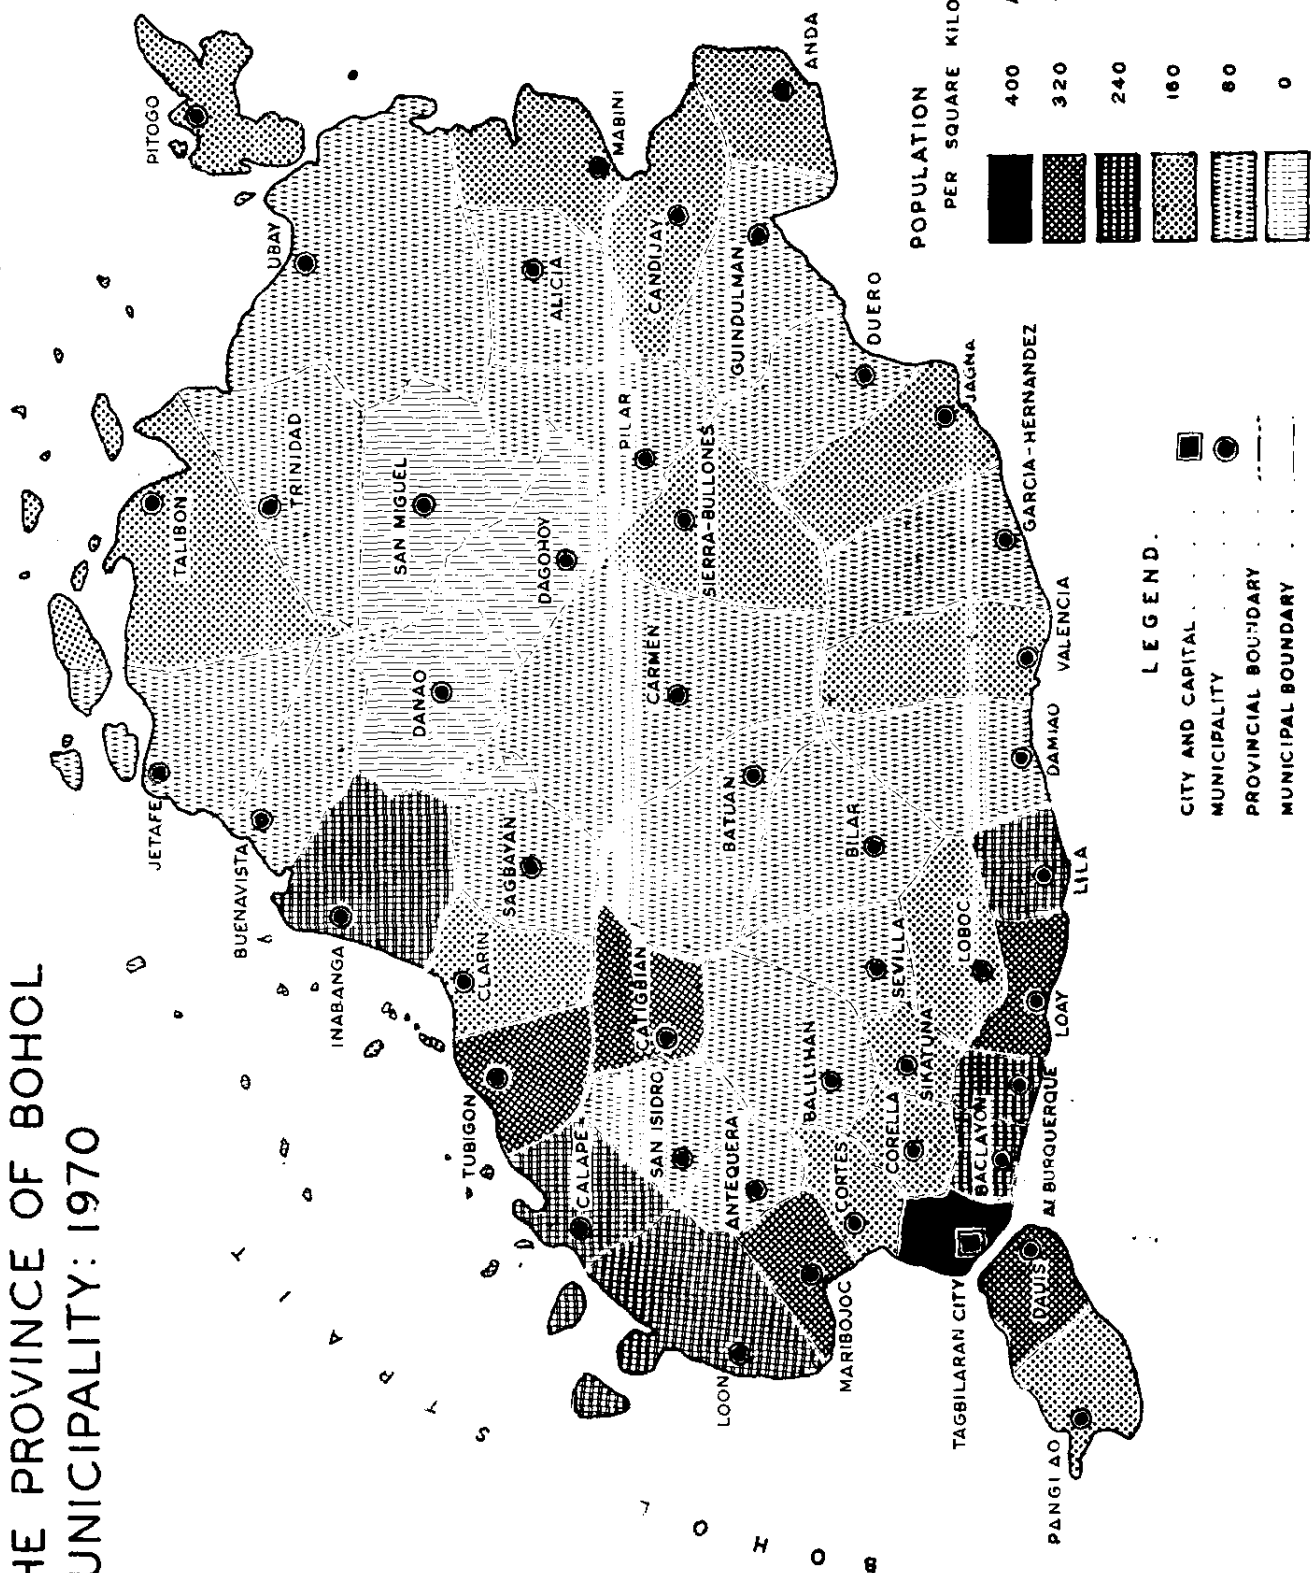 HE PROVINCE OF BOHOL
UNICIPALITY: 1970
BOHOL STRAIT
PITOGO
UBAY
TALIBON
TRINIDAD
JETAFE
BUENAVISTA
SAN MIGUEL
DANAO
INABANGA
ALICIA
MABINI
ANDA
DAGOHOY
SAGBAYAN
CLARIN
TUBIGON
CALAPE
PILAR
CANDIJAY
GUINDULMAN
DUERO
SIERRA-BULLONES
CARMEN
CATIGBIAN
SAN ISIDRO
ANTEQUERA
LOON
BATUAN
BALILIHAN
CORTES
MARIBOJOC
JAGNA
GARCIA-HERNANDEZ
VALENCIA
DAMIAO
BLAR
SEVILLA
SIKATUNA
CORELLA
LOBOC
LILA
LOAY
BACLAYON
ALBURQUERQUE
TAGBILARAN CITY
DAUIS
PANGLAO
POPULATION
PER SQUARE KILO
400
320
240
160
80
0
LEGEND.
CITY AND CAPITAL . . .
MUNICIPALITY . .
PROVINCIAL BOUNDARY . .
MUNICIPAL BOUNDARY . .